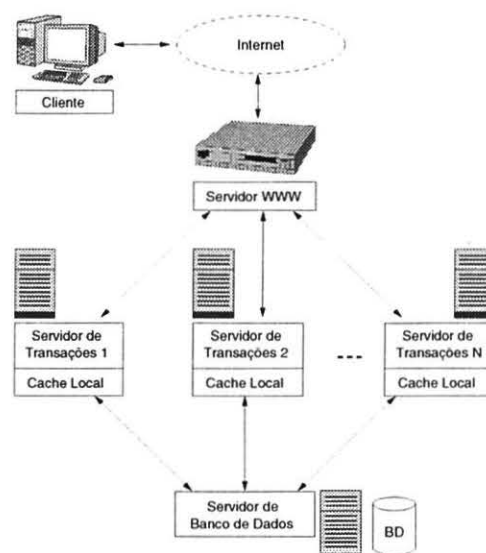 Internet
Cliente
Servidor WWW
Servidor de
Transações 1
Cache Local
Servidor de
Transações 2
Cache Local
Servidor de
Transações N
Cache Local
Servidor de
Banco de Dados
BD